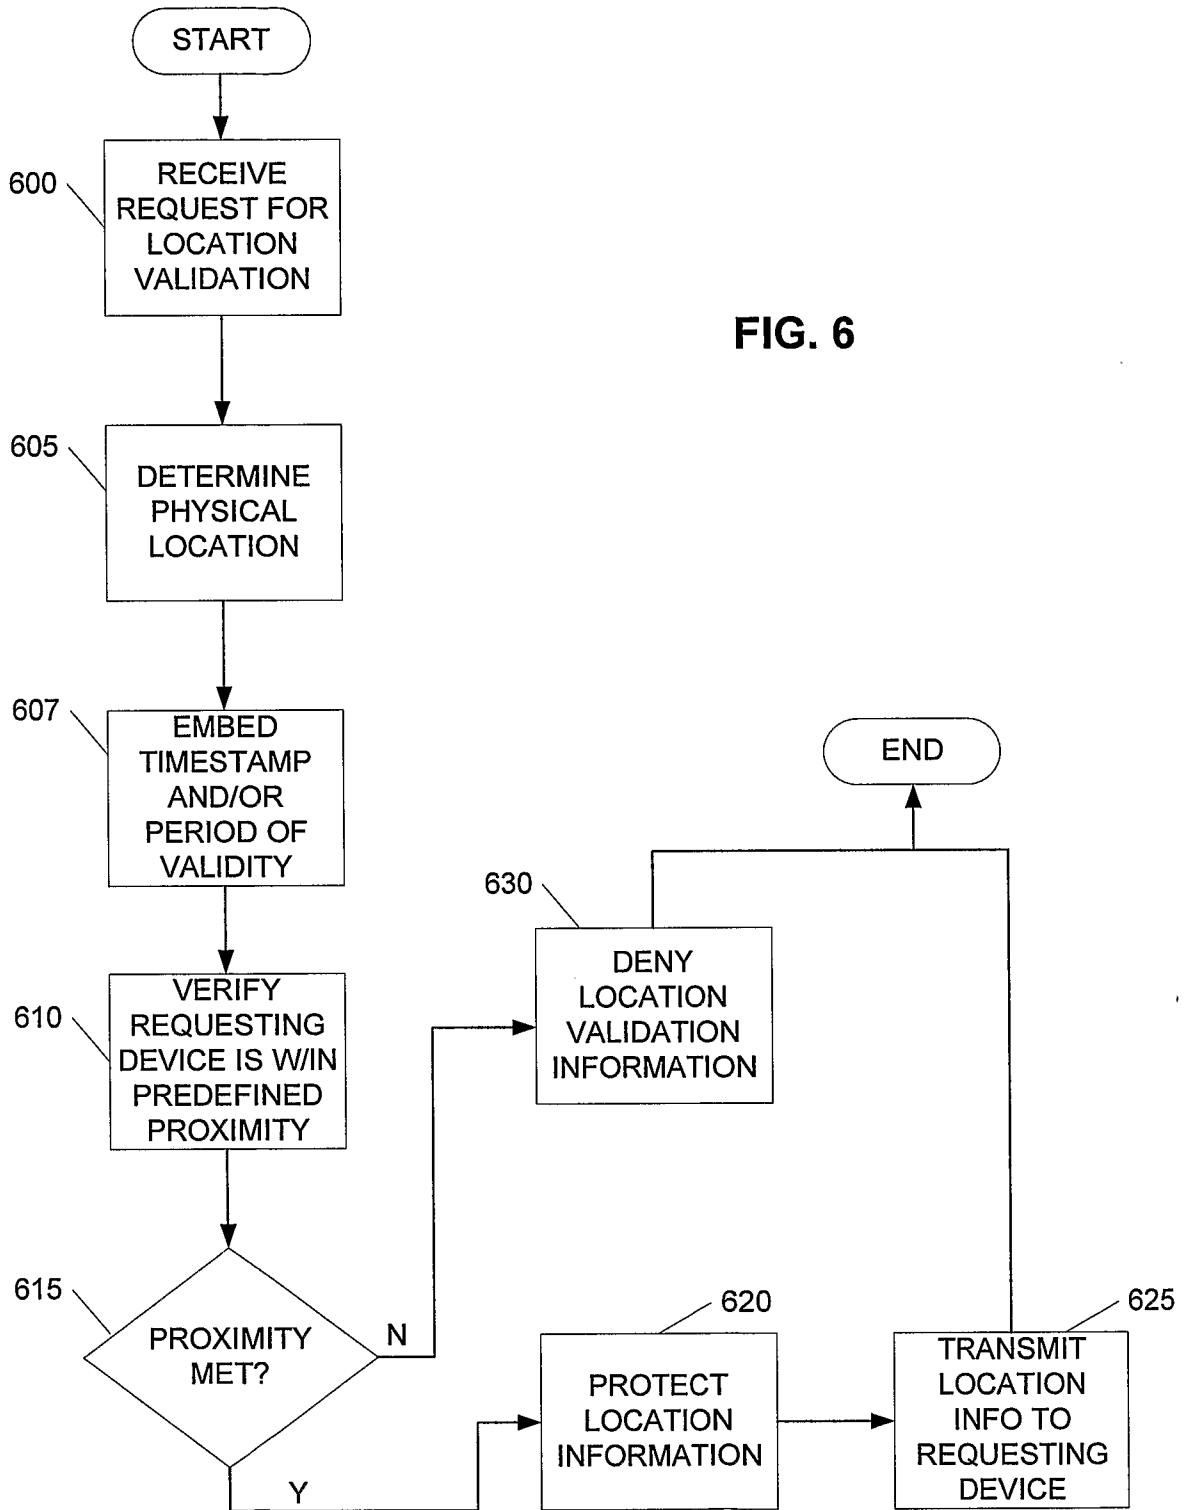 START
600
RECEIVE
REQUEST FOR
LOCATION
VALIDATION
FIG. 6
605
DETERMINE
PHYSICAL
LOCATION
607
EMBED
TIMESTAMP
AND/OR
PERIOD OF
VALIDITY
END
610
VERIFY
REQUESTING
DEVICE IS W/IN
PREDEFINED
PROXIMITY
630
DENY
LOCATION
VALIDATION
INFORMATION
615
PROXIMITY
MET?
N
Y
620
PROTECT
LOCATION
INFORMATION
625
TRANSMIT
LOCATION
INFO TO
REQUESTING
DEVICE